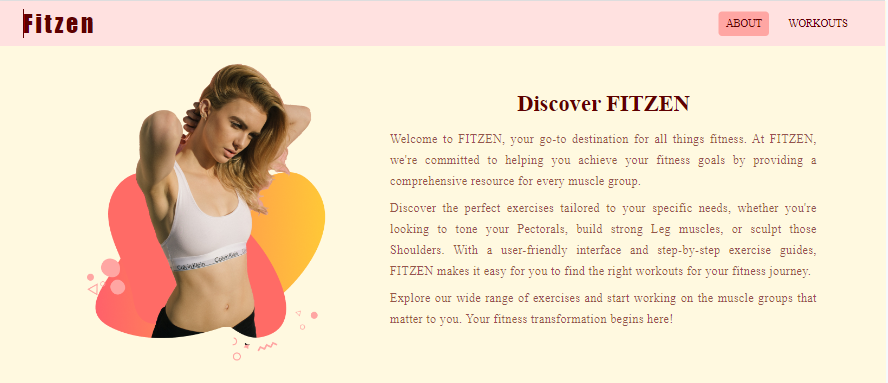 Fitzen
ABOUT
WORKOUTS
Discover FITZEN
Welcome to FITZEN, your go-to destination for all things fitness. At FITZEN,
we're committed to helping you achieve your fitness goals by providing a
comprehensive resource for every muscle group.
Discover the perfect exercises tailored to your specific needs, whether you're
looking to tone your Pectorals, build strong Leg muscles, or sculpt those
Shoulders. With a user-friendly interface and step-by-step exercise guides,
FITZEN makes it easy for you to find the right workouts for your fitness journey.
Explore our wide range of exercises and start working on the muscle groups that
matter to you. Your fitness transformation begins here!
Calvin Klein
Calvin Klein